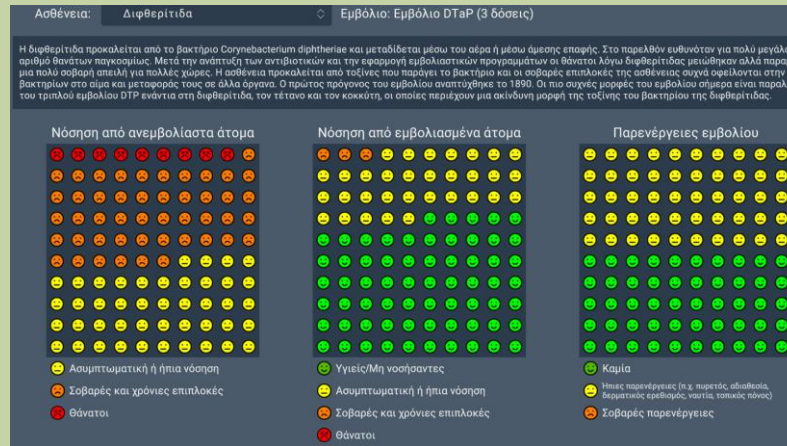 Ασθένεια: Διφθερίτιδα Εμβόλιο: Εμβόλιο DTaP (3 δόσεις)
Η διφθερίτιδα προκαλείται από το βακτήριο Corynebacterium diphtheriae και μεταδίδεται μέσω του αέρα ή μέσω άμεσης επαφής. Στο παρελθόν ευθυνόταν για πολύ μεγάλο
αριθμό θανάτων παγκοσμίως. Μετά την ανάπτυξη των αντιβιοτικών και την εφαρμογή εμβολιαστικών προγραμμάτων οι θάνατοι λόγω διφθερίτιδας μειώθηκαν αλλά παρα
μια πολύ σοβαρή απειλή για πολλές χώρες. Η ασθένεια προκαλείται από τοξίνες που παράγει το βακτήριο και οι σοβαρές επιπλοκές της ασθένειας συχνά οφείλονται στην
βακτηρίων στο αίμα και μεταφοράς τους σε άλλα όργανα. Ο πρώτος πρόγονος του εμβολίου αναπτύχθηκε το 1890. Οι πιο συχνές μορφές του εμβολίου σήμερα είναι παραλ
του τριπλού εμβολίου DTP ενάντια στη διφθερίτιδα, τον τέτανο και τον κοκκύτη, οι οποίες περιέχουν μια ακίνδυνη μορφή της τοξίνης του βακτηρίου της διφθερίτιδας.
Νόσηση από ανεμβολίαστα άτομα
Ασυμπτωματική ή ήπια νόσηση
Σοβαρές και χρόνιες επιπλοκές
Θάνατοι
Νόσηση από εμβολιασμένα άτομα
Υγιείς/Μη νοσήσαντες
Ασυμπτωματική ή ήπια νόσηση
Σοβαρές και χρόνιες επιπλοκές
Θάνατοι
Παρενέργειες εμβολίου
Καμία
Ήπιες παρενέργειες (π.χ. πυρετός, αδιαθεσία,
δερματικός ερεθισμός, ναυτία, τοπικός πόνος)
Σοβαρές παρενέργειες